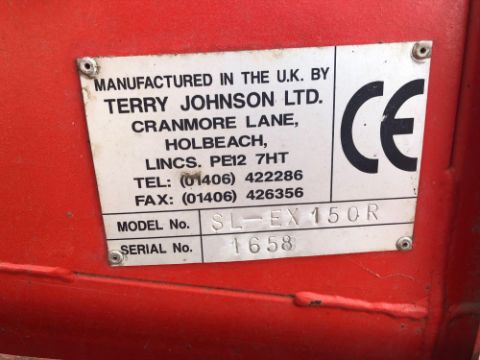 MANUFACTURED IN THE U.K. BY
TERRY JOHNSON LTD.
CRANMORE LANE,
HOLBEACH,
LINCS. PE12 7HT
TEL: (01406) 422286
FAX: (01406) 426356
CE
MODEL No. SL-EX150R
SERIAL No. 1658